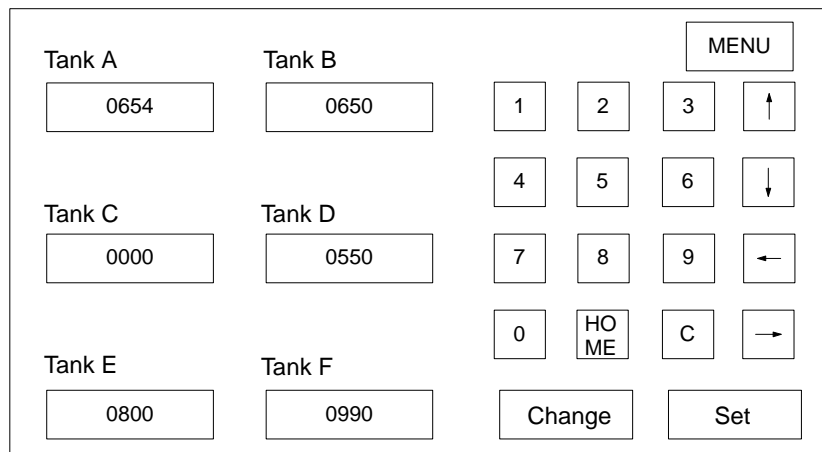 MENU
Tank A Tank B
0654 0650 1 2 3 ↑
4 5 6 ↓
Tank C Tank D
0000 0550 7 8 9 ←
0 HO
ME C →
Tank E Tank F
0800 0990 Change Set